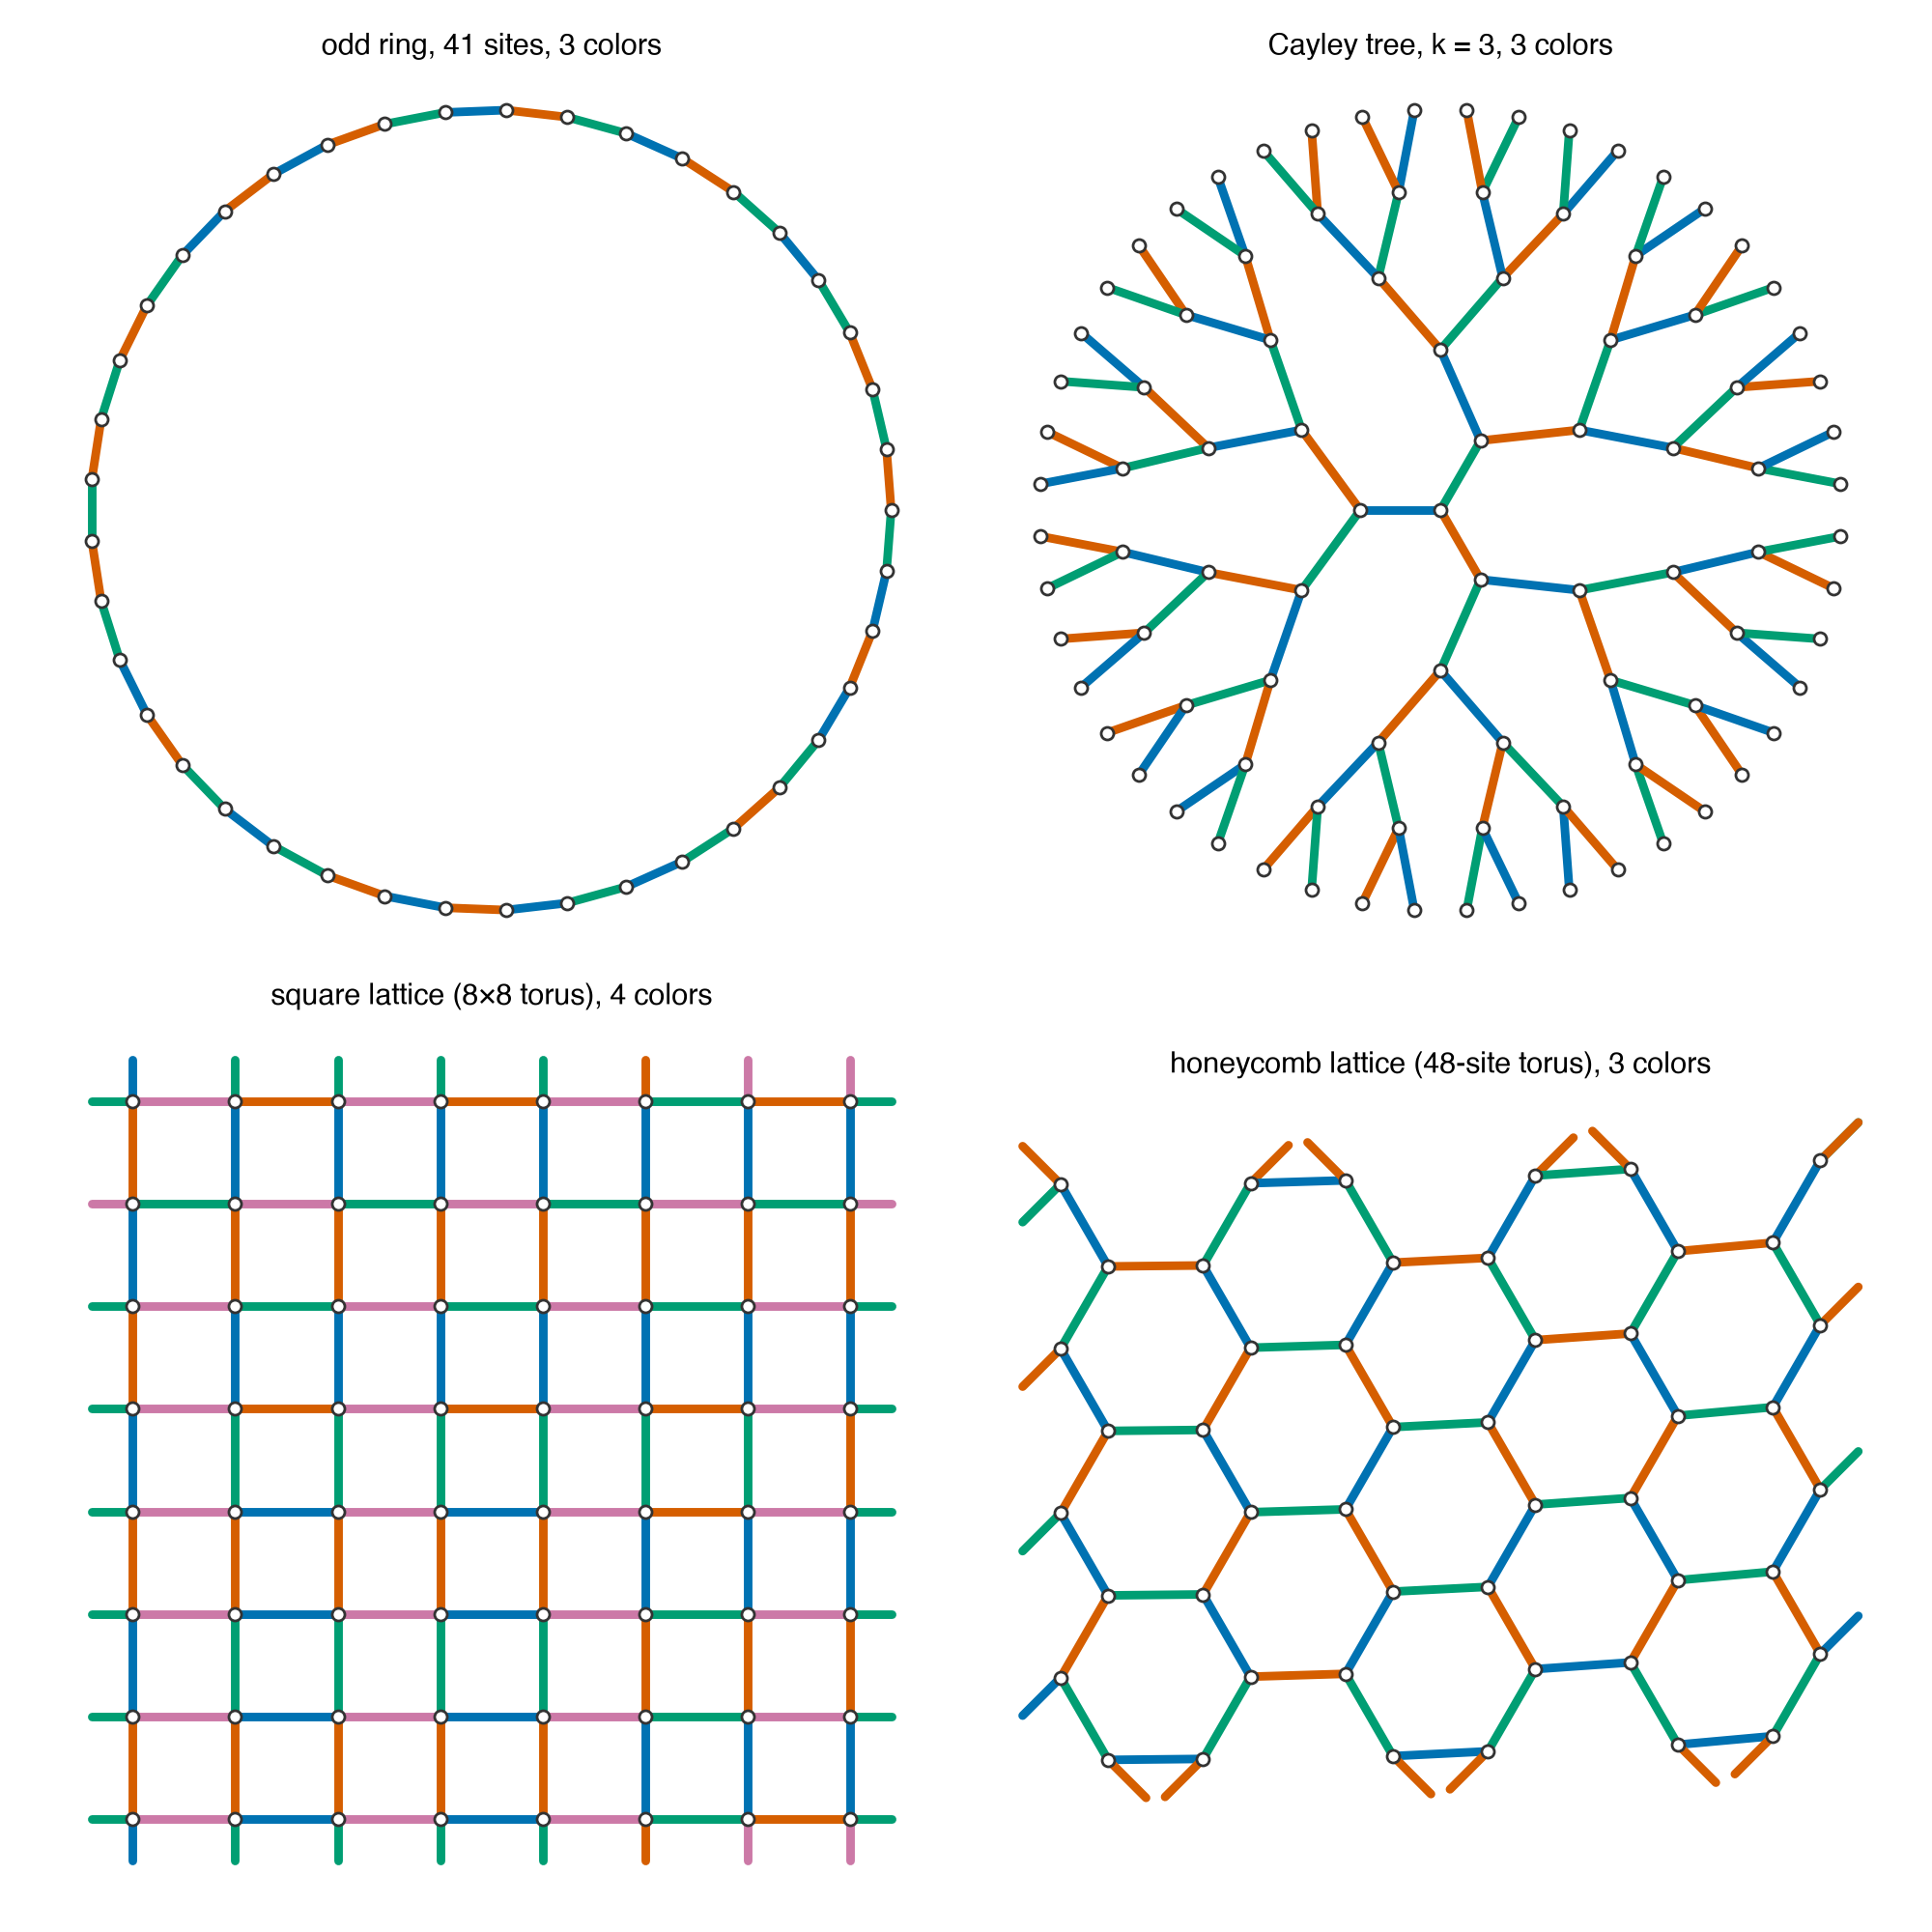 odd ring, 41 sites, 3 colors
Cayley tree, k = 3, 3 colors
square lattice (8×8 torus), 4 colors
honeycomb lattice (48-site torus), 3 colors